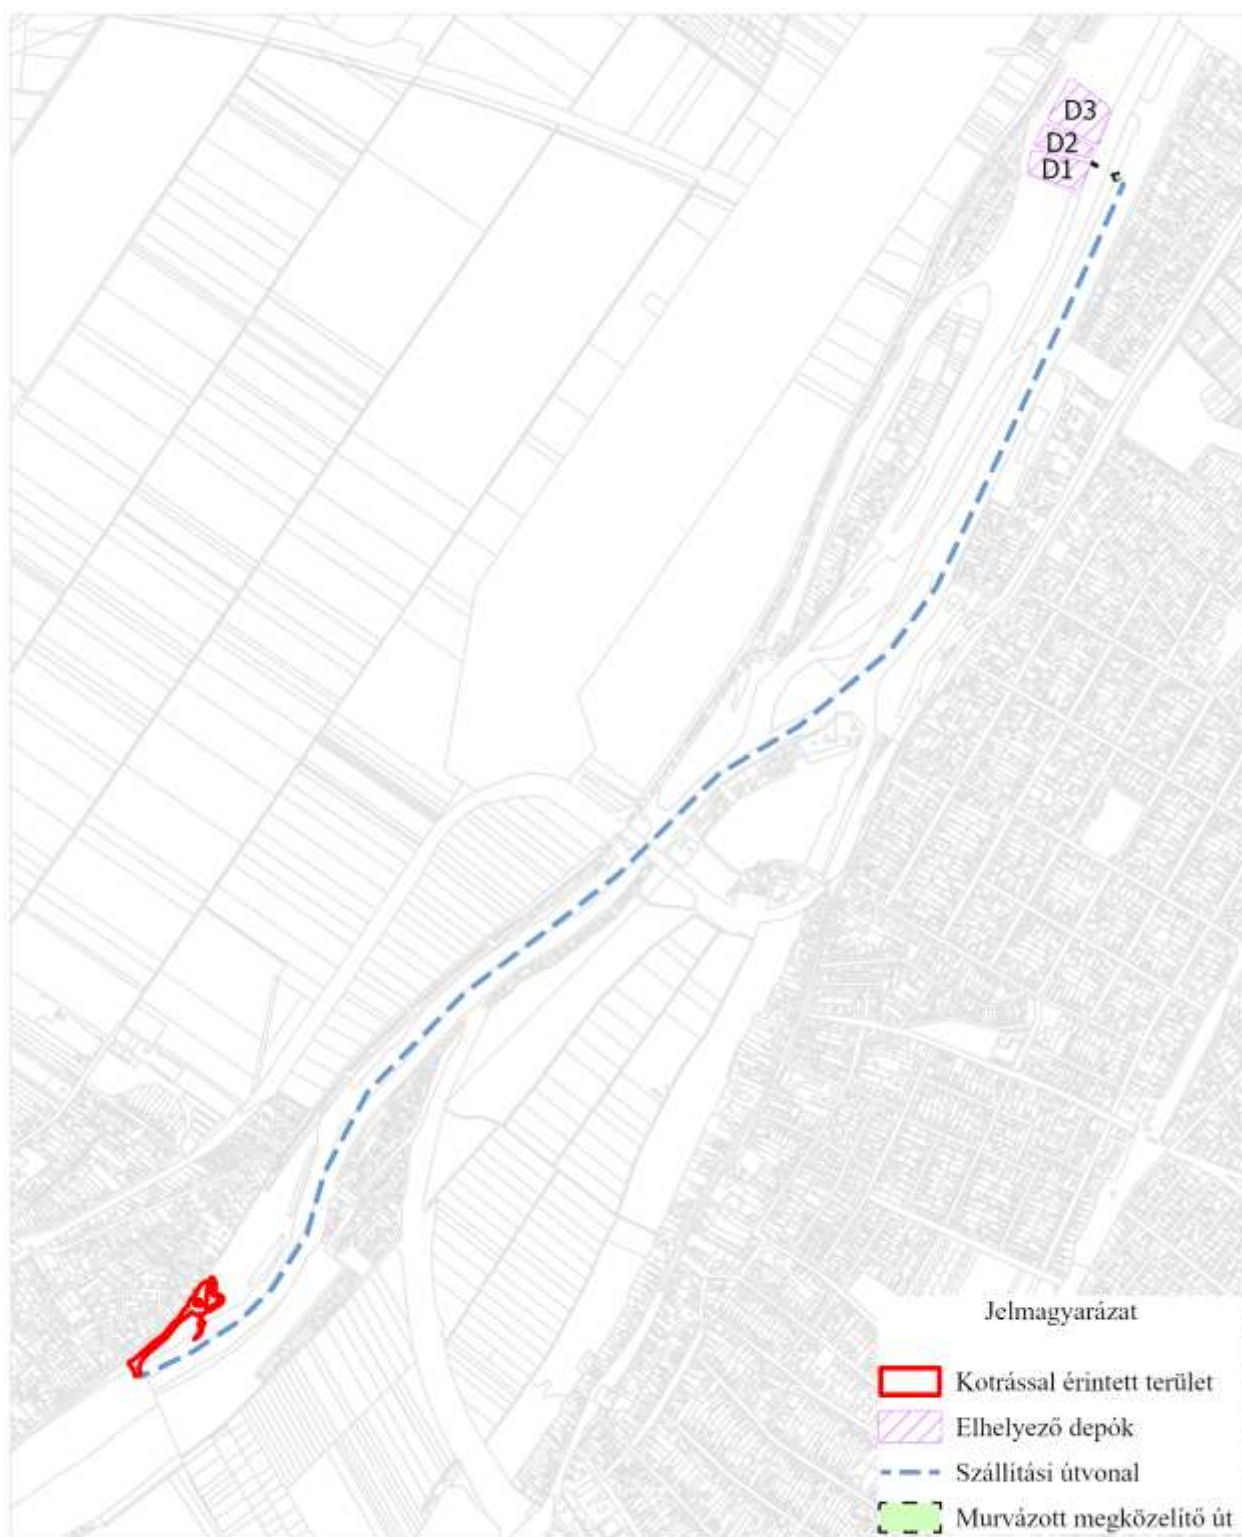 D3
D2
D1
Jelmagyarázat
Kotrással érintett terület
Elhelyező depók
Szállítási útvonal
Murvázott megközelítő út